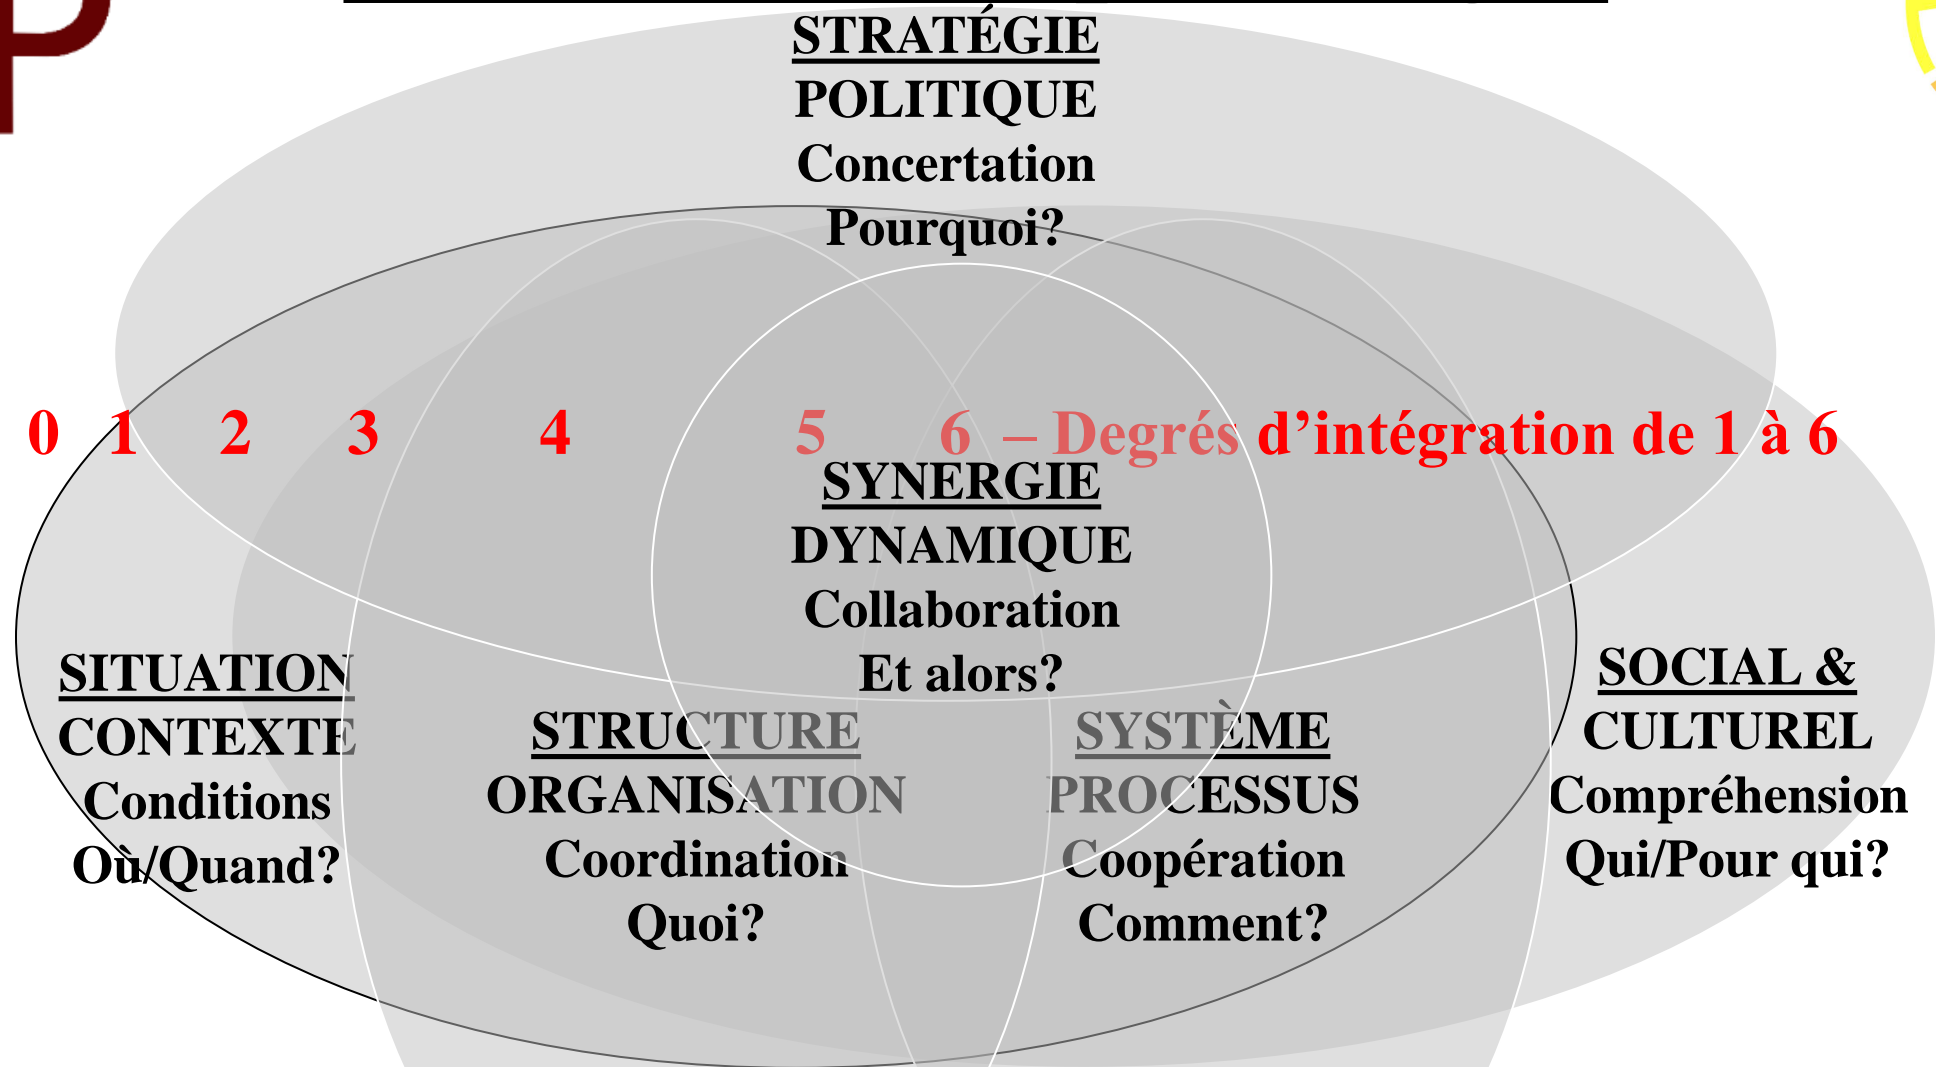 P
STRATÉGIE
POLITIQUE
Concertation
Pourquoi?
0 1 2 3 4 5 6 – Degrés d’intégration de 1 à 6
SYNERGIE
DYNAMIQUE
Collaboration
Et alors?
SITUATION
CONTEXTE
Conditions
Où/Quand?
STRUCTURE
ORGANISATION
Coordination
Quoi?
SYSTÈME
PROCESSUS
Coopération
Comment?
SOCIAL &
CULTUREL
Compréhension
Qui/Pour qui?